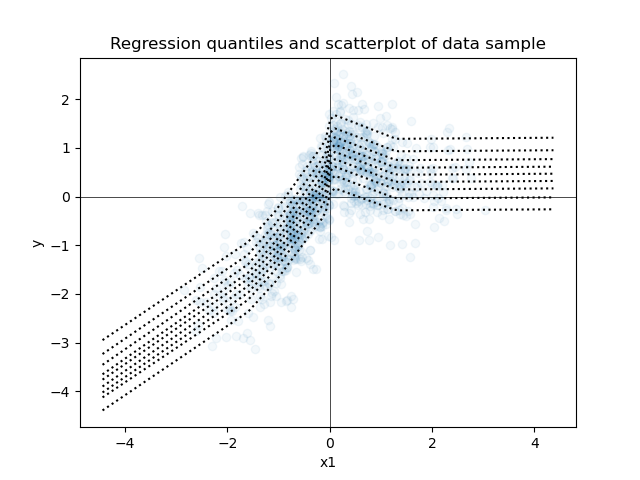 Regression quantiles and scatterplot of data sample
2
1
0
−1
−2
−3
−4
y
−4 −2 0 2 4
x1